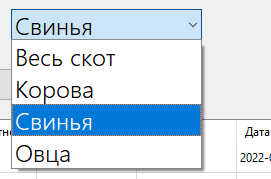 Свинья
Весь скот
Корова
Свинья
Овца
Дата
2022-0